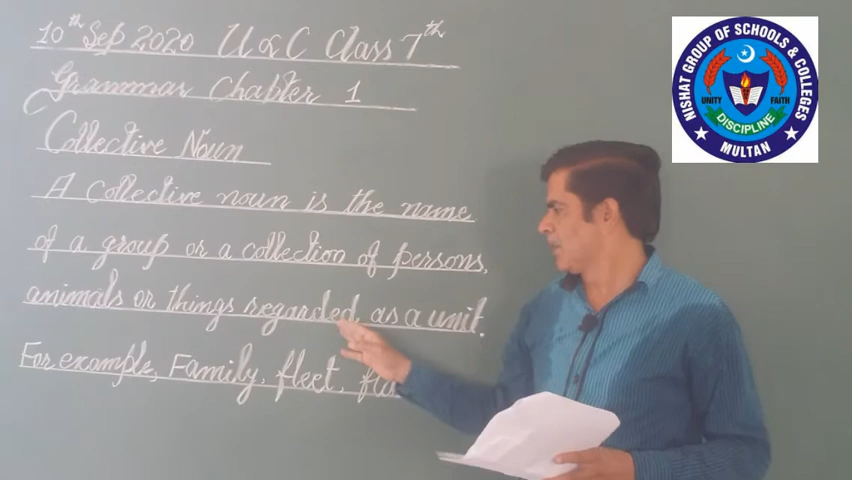 10th Sep 2020 U & C Class 7th
Grammar Chapter 1
Collective Noun
A collective noun is the name
of a group or a collection of persons,
animals or things regarded as a unit.
For example, Family, fleet,
NISHAT GROUP OF SCHOOLS & COLLEGES
UNITY FAITH
DISCIPLINE
MULTAN